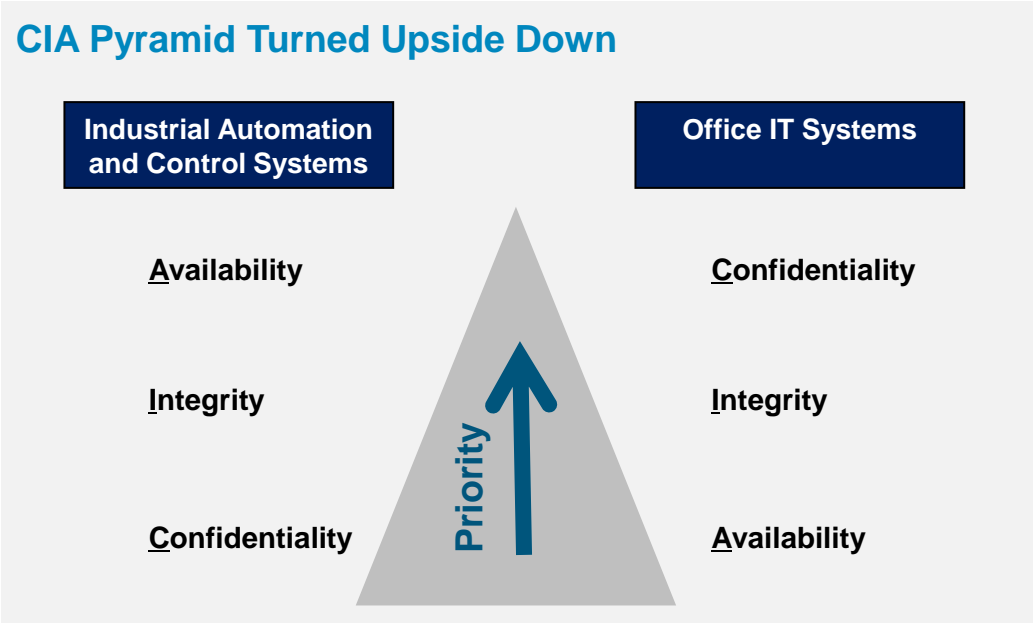 CIA Pyramid Turned Upside Down
Industrial Automation
and Control Systems
Office IT Systems
Availability
Confidentiality
Integrity
Integrity
Priority
Confidentiality
Availability